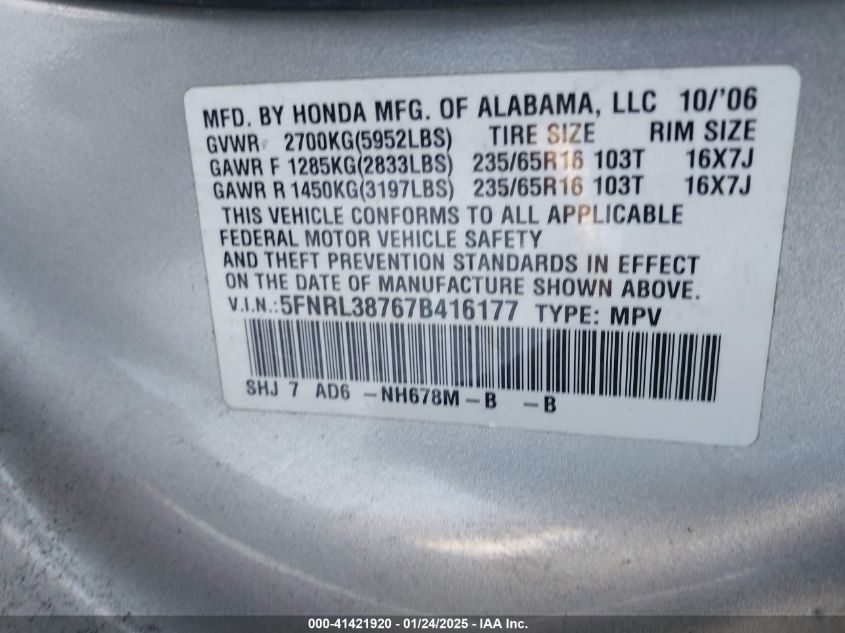 MFD. BY HONDA MFG. OF ALABAMA, LLC 10/'06
GVWR 2700KG(5952LBS) TIRE SIZE RIM SIZE
GAWR F 1285KG(2833LBS) 235/65R16 103T 16X7J
GAWR R 1450KG(3197LBS) 235/65R16 103T 16X7J
THIS VEHICLE CONFORMS TO ALL APPLICABLE
FEDERAL MOTOR VEHICLE SAFETY
AND THEFT PREVENTION STANDARDS IN EFFECT
ON THE DATE OF MANUFACTURE SHOWN ABOVE.
V.I.N.:5FNRL38767B416177 TYPE: MPV
SHJ 7 AD6 -NH678M-B -B
000-41421920 — 01/24/2025 — IAA Inc.